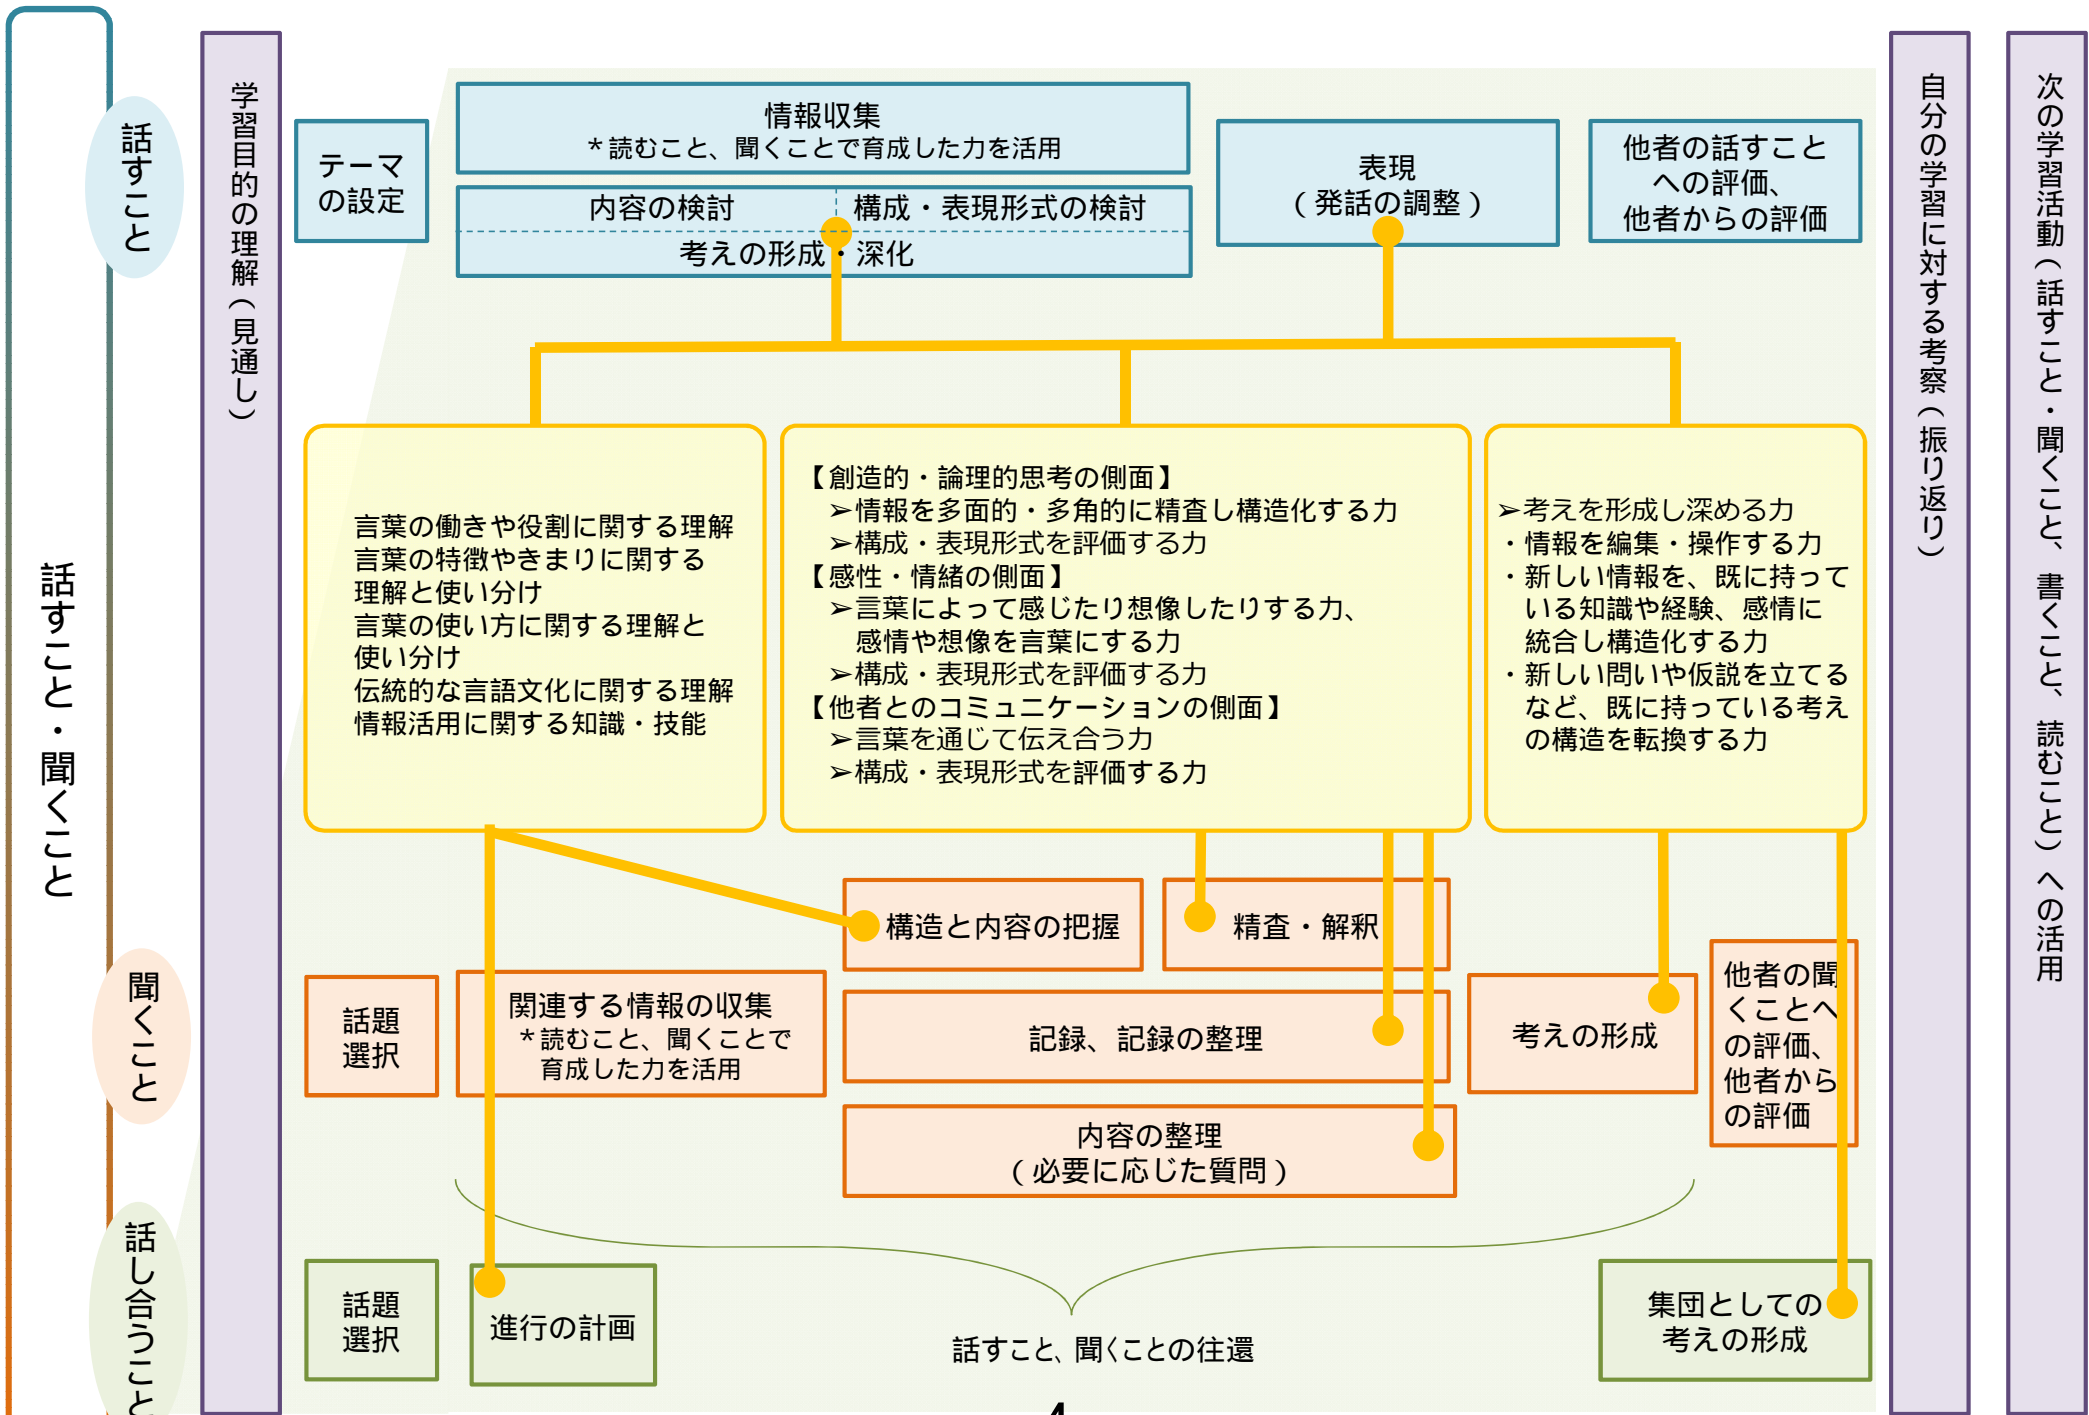 話すこと・聞くこと
話すこと
聞くこと
話し合うこと
学習目的の理解(見通し)
テーマ
の設定
情報収集
*読むこと、聞くことで育成した力を活用
内容の検討
構成・表現形式の検討
考えの形成・深化
表現
(発話の調整)
他者の話すこと
への評価、
他者からの評価
言葉の働きや役割に関する理解
言葉の特徴やきまりに関する
理解と使い分け
言葉の使い方に関する理解と
使い分け
伝統的な言語文化に関する理解
情報活用に関する知識・技能
【創造的・論理的思考の側面】
➢情報を多面的・多角的に精査し構造化する力
➢構成・表現形式を評価する力
【感性・情緒の側面】
➢言葉によって感じたり想像したりする力、
感情や想像を言葉にする力
➢構成・表現形式を評価する力
【他者とのコミュニケーションの側面】
➢言葉を通じて伝え合う力
➢構成・表現形式を評価する力
➢考えを形成し深める力
・情報を編集・操作する力
・新しい情報を、既に持って
いる知識や経験、感情に
統合し構造化する力
・新しい問いや仮説を立てる
など、既に持っている考え
の構造を転換する力
構造と内容の把握
精査・解釈
話題
選択
関連する情報の収集
*読むこと、聞くことで
育成した力を活用
記録、記録の整理
内容の整理
(必要に応じた質問)
考えの形成
他者の聞
くことへ
の評価、
他者から
の評価
話題
選択
進行の計画
話すこと、聞くことの往還
集団としての
考えの形成
自分の学習に対する考察(振り返り)
次の学習活動(話すこと・聞くこと、書くこと、読むこと)への活用